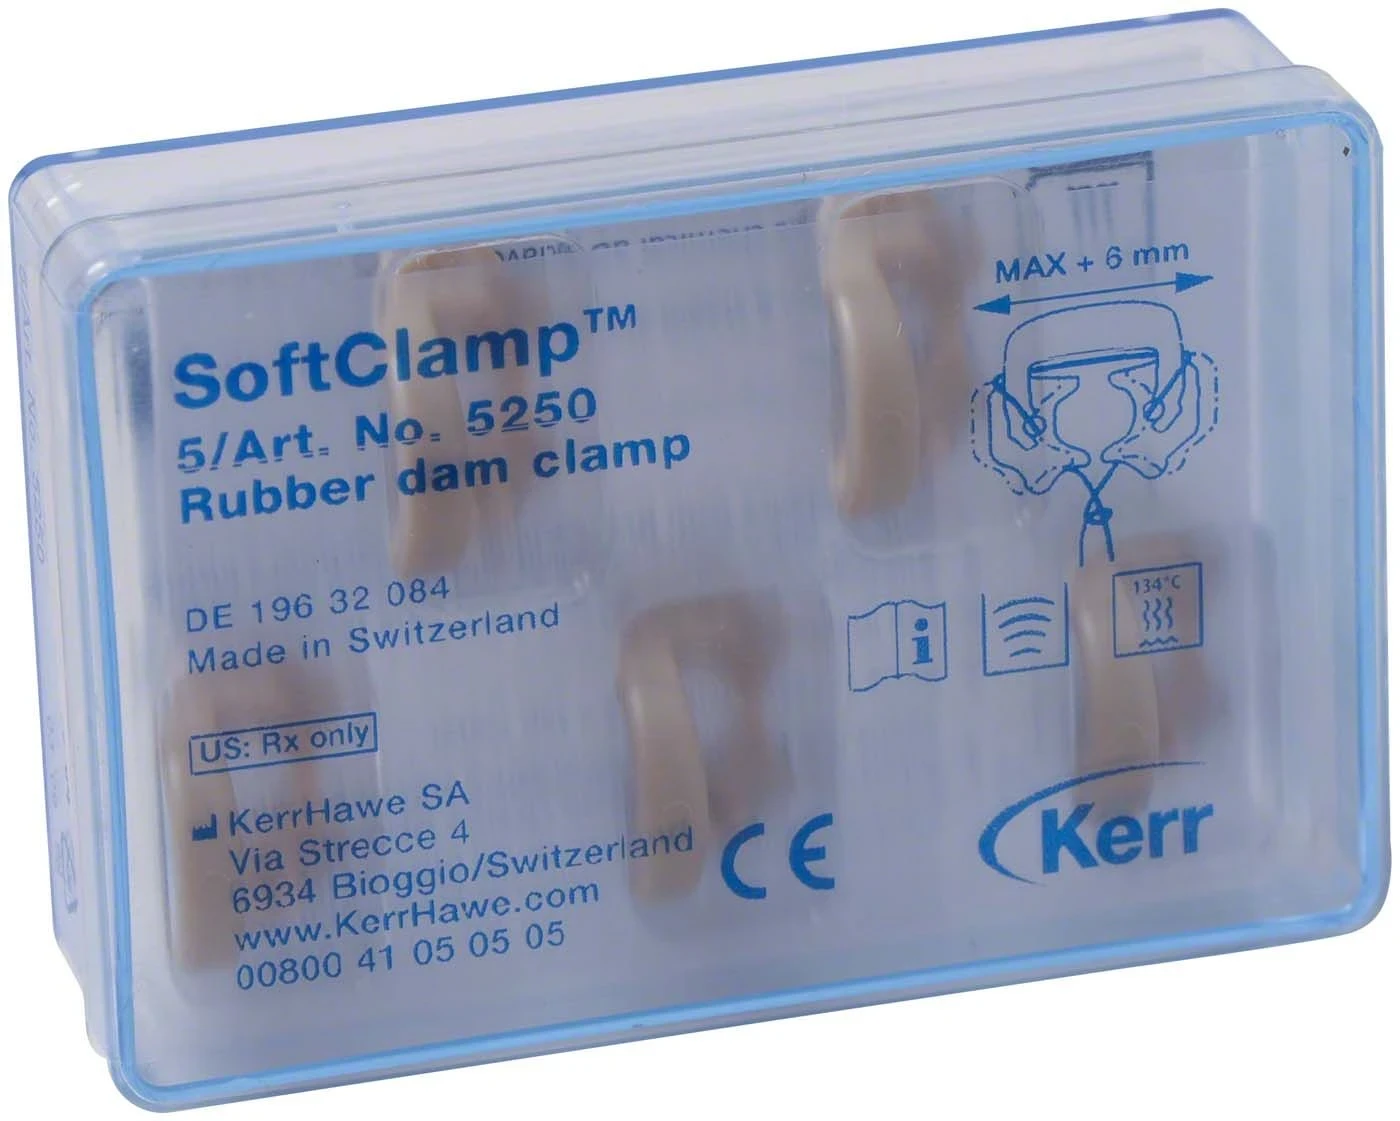 SoftClamp™
5/Art. No. 5250
Rubber dam clamp
DE 196 32 084
Made in Switzerland
US: Rx only
KerrHawe SA
Via Strecce 4
6934 Bioggio/Switzerland
www.KerrHawe.com
00800 41 05 05 05
MAX + 6 mm
i
134°C
CE
Kerr